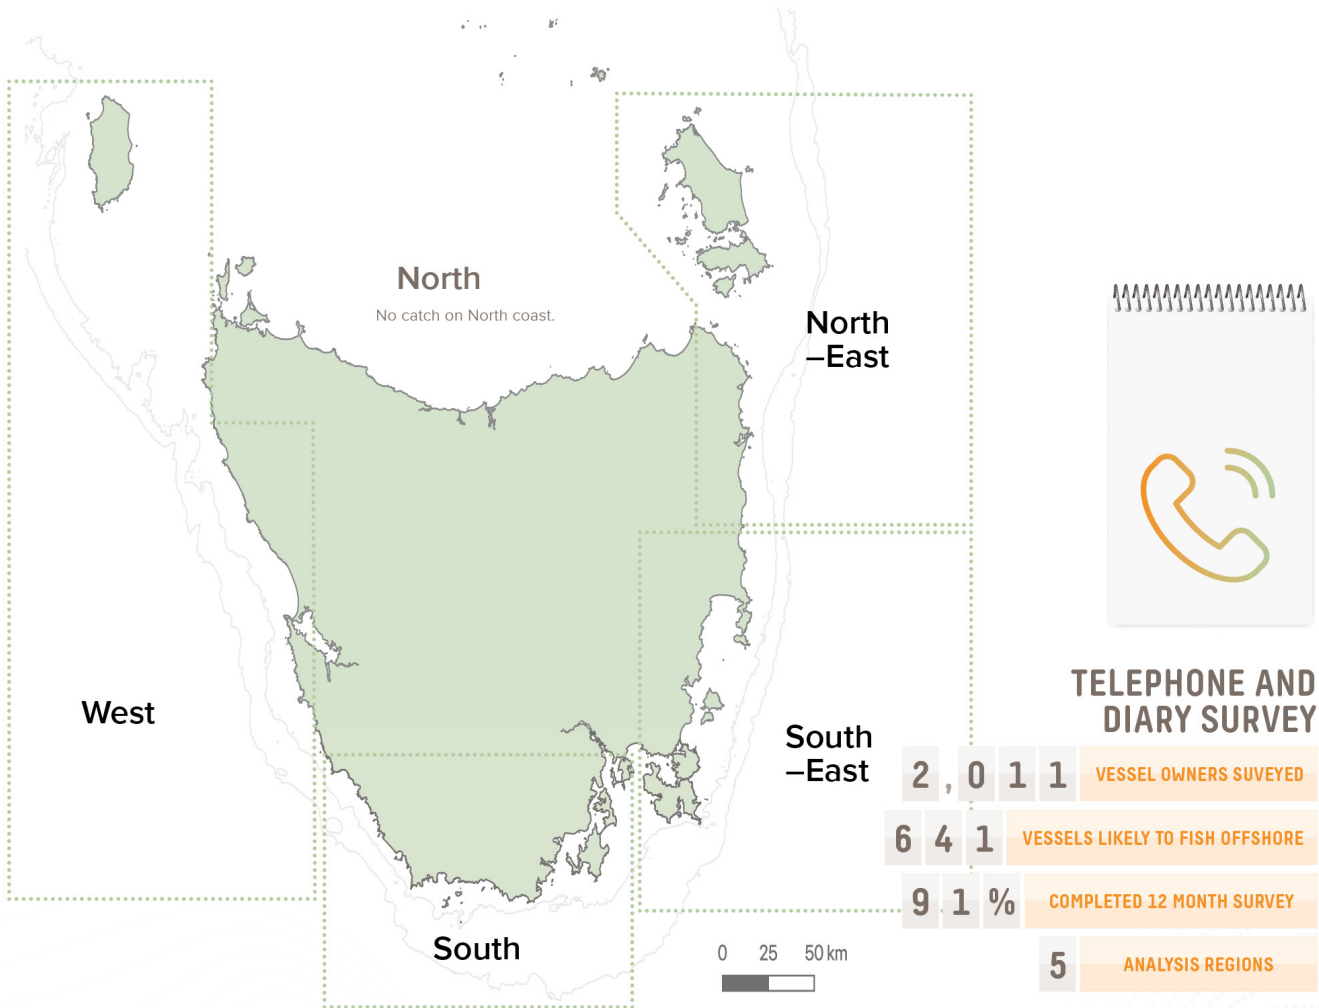 North
No catch on North coast.
North
–East
West
South
–East
South
0 25 50 km
TELEPHONE AND
DIARY SURVEY
2,011 VESSEL OWNERS SUVEYED
641 VESSELS LIKELY TO FISH OFFSHORE
91% COMPLETED 12 MONTH SURVEY
5 ANALYSIS REGIONS